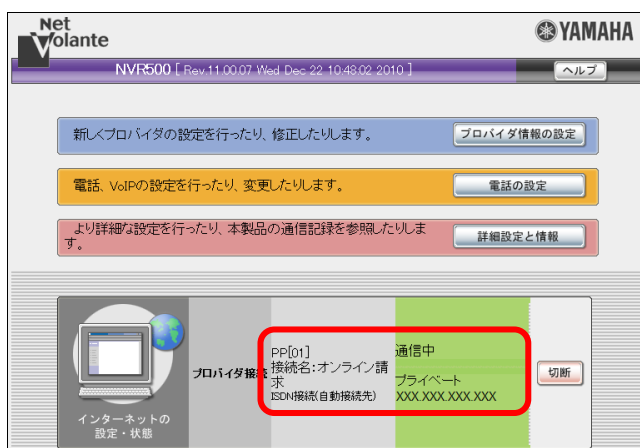 Net
Volante
YAMAHA
NVR500 [ Rev.11.00.07 Wed Dec 22 10:48:02 2010 ]
ヘルプ
新しくプロバイダの設定を行ったり、修正したりします。
プロバイダ情報の設定
電話、VoIPの設定を行ったり、変更したりします。
電話の設定
より詳細な設定を行ったり、本製品の通信記録を参照したりしま
す。
詳細設定と情報
インターネットの
設定・状態
プロバイダ接続
PP[01]
接続名:オンライン請
求
ISDN接続(自動接続先)
通信中
プライベート
XXX.XXX.XXX.XXX
切断